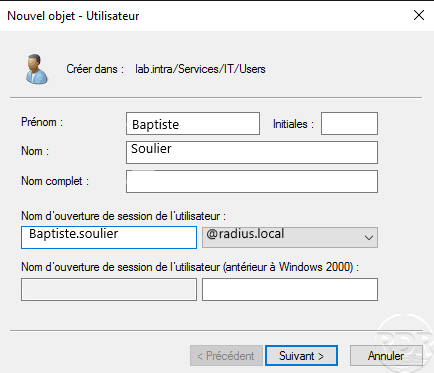 Nouvel objet - Utilisateur
Créer dans : lab.intra/Services/IT/Users
Prénom : Baptiste Initiales :
Nom : Soulier
Nom complet :
Nom d'ouverture de session de l'utilisateur :
Baptiste.soulier @radius.local
Nom d'ouverture de session de l'utilisateur (antérieur à Windows 2000) :
< Précédent Suivant > Annuler